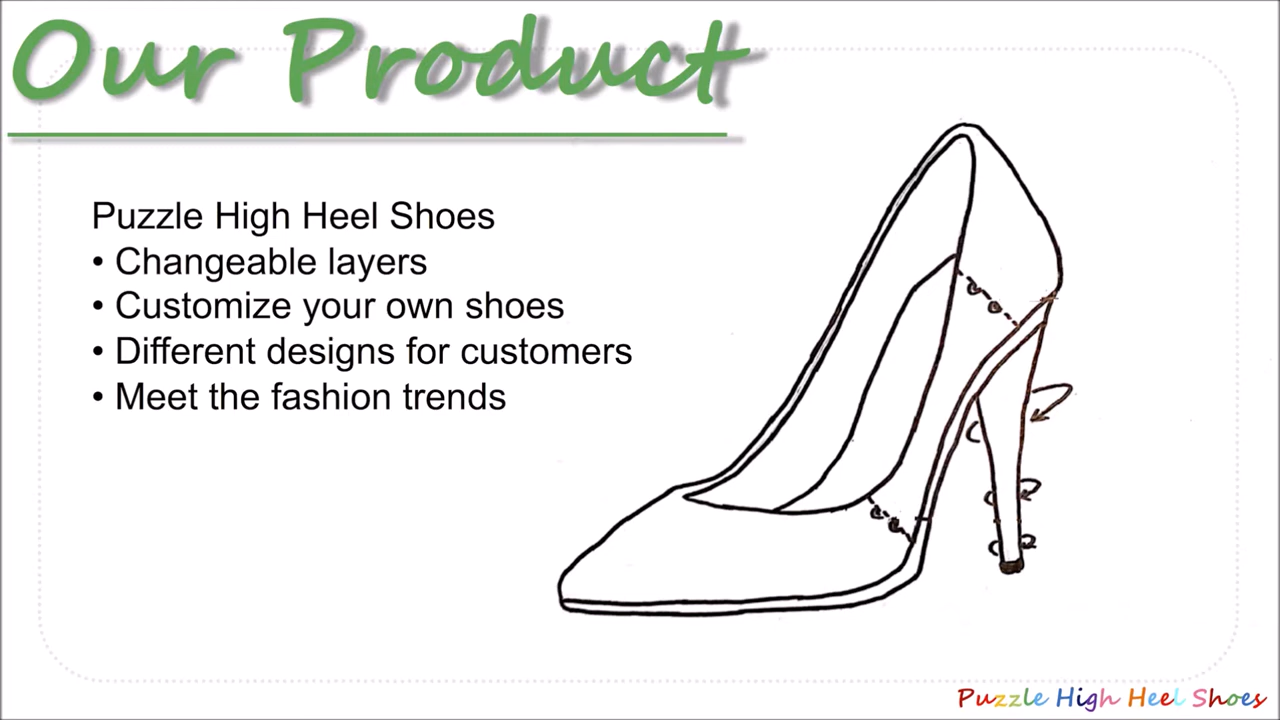 Our Product
Puzzle High Heel Shoes
• Changeable layers
• Customize your own shoes
• Different designs for customers
• Meet the fashion trends
Puzzle High Heel Shoes